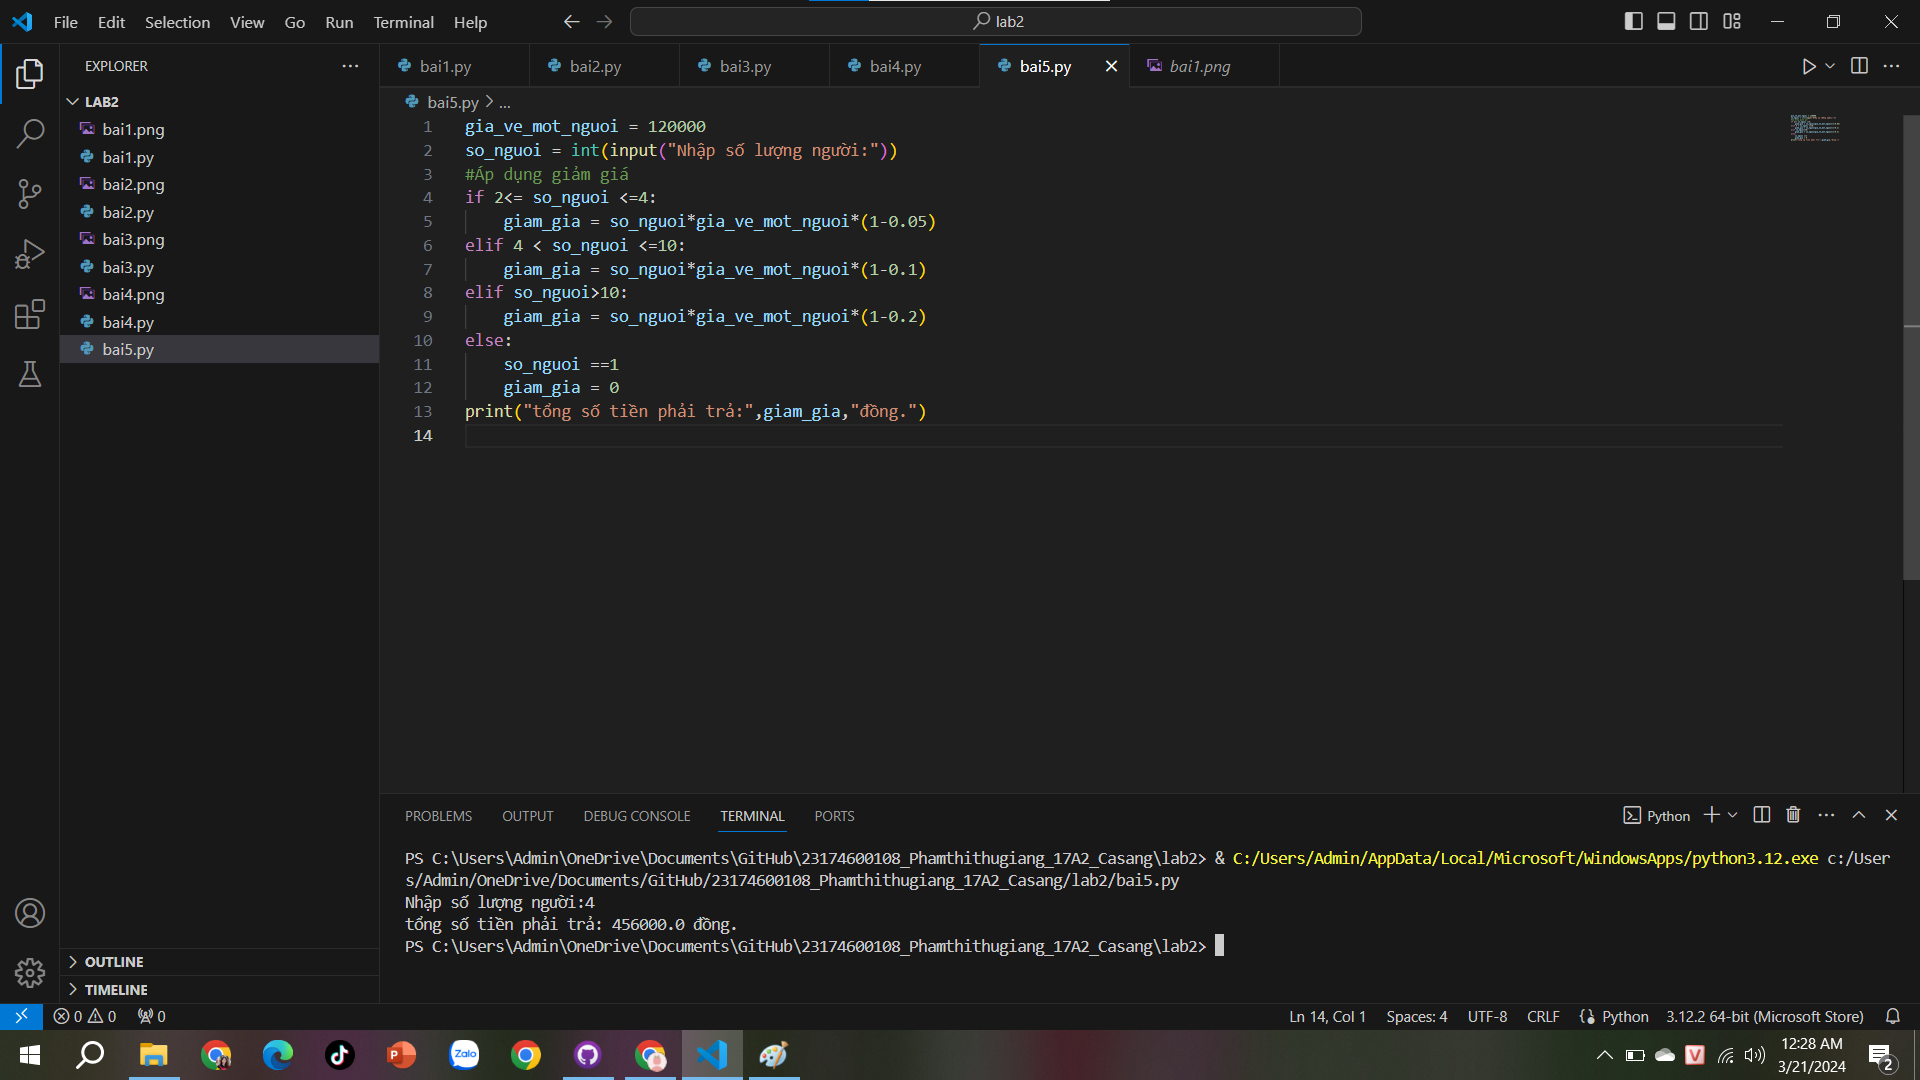 File Edit Selection View Go Run Terminal Help
lab2
EXPLORER
LAB2
bai1.png
bai1.py
bai2.png
bai2.py
bai3.png
bai3.py
bai4.png
bai4.py
bai5.py
OUTLINE
TIMELINE
bai1.py bai2.py bai3.py bai4.py bai5.py bai1.png
bai5.py > ...
1 gia_ve_mot_nguoi = 120000
2 so_nguoi = int(input("Nhập số lượng người:"))
3 #Áp dụng giảm giá
4 if 2<= so_nguoi <=4:
5 giam_gia = so_nguoi*gia_ve_mot_nguoi*(1-0.05)
6 elif 4 < so_nguoi <=10:
7 giam_gia = so_nguoi*gia_ve_mot_nguoi*(1-0.1)
8 elif so_nguoi>10:
9 giam_gia = so_nguoi*gia_ve_mot_nguoi*(1-0.2)
10 else:
11 so_nguoi ==1
12 giam_gia = 0
13 print("tổng số tiền phải trả:",giam_gia,"đồng.")
14
PROBLEMS OUTPUT DEBUG CONSOLE TERMINAL PORTS
Python
PS C:\Users\Admin\OneDrive\Documents\GitHub\23174600108_Phamthithugiang_17A2_Casang\lab2> & C:/Users/Admin/AppData/Local/Microsoft/WindowsApps/python3.12.exe c:/User
s/Admin/OneDrive/Documents/GitHub/23174600108_Phamthithugiang_17A2_Casang/lab2/bai5.py
Nhập số lượng người:4
tổng số tiền phải trả: 456000.0 đồng.
PS C:\Users\Admin\OneDrive\Documents\GitHub\23174600108_Phamthithugiang_17A2_Casang\lab2>
0 0 0
Ln 14, Col 1 Spaces: 4 UTF-8 CRLF Python 3.12.2 64-bit (Microsoft Store)
Zalo
V
12:28 AM
3/21/2024
2